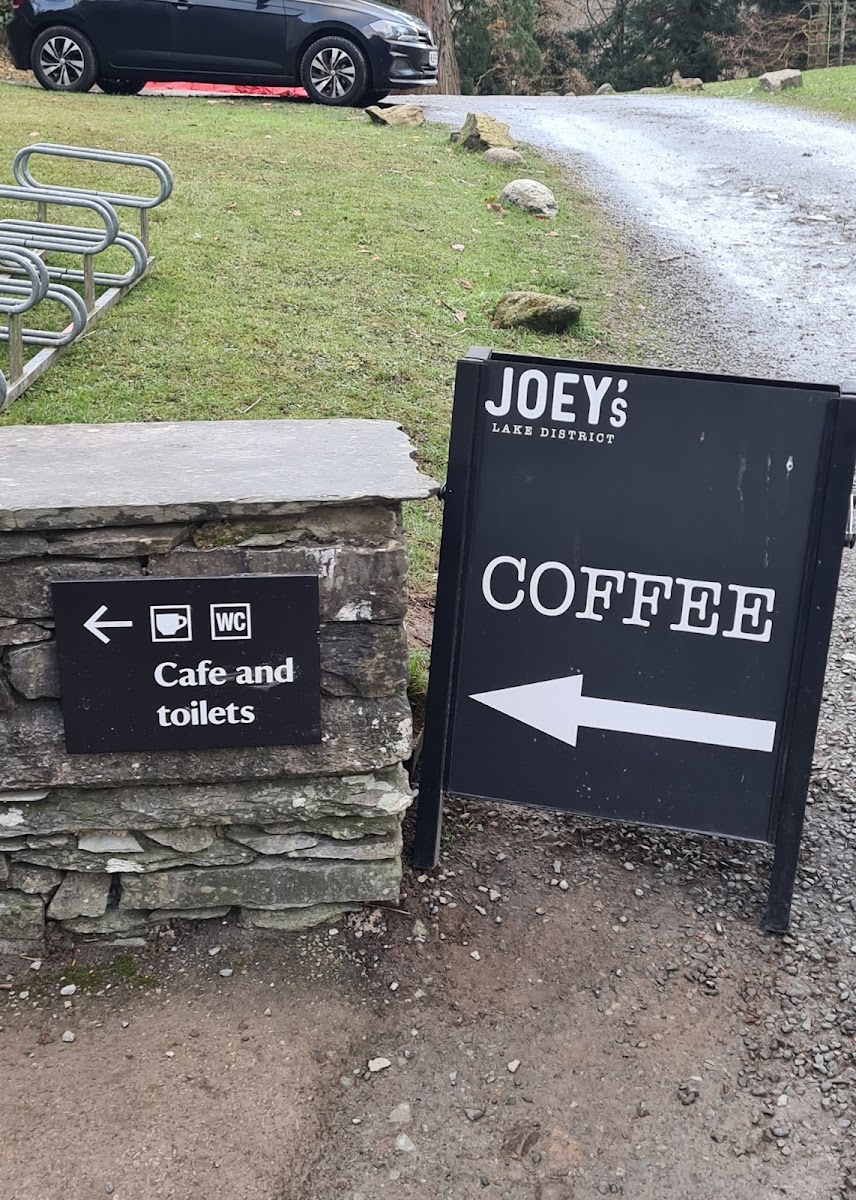 JOEY's
LAKE DISTRICT
COFFEE
WC
Cafe and
toilets